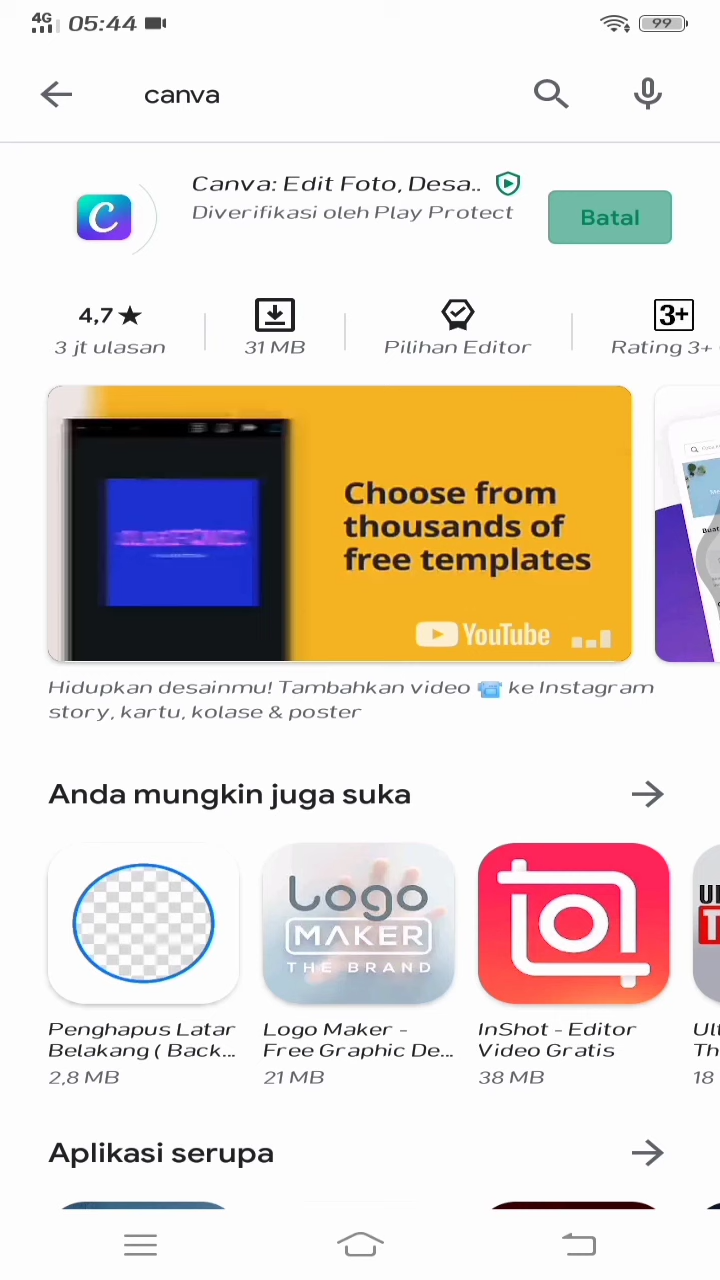 4G 05:44 99
canva
Canva: Edit Foto, Desa..
Diverifikasi oleh Play Protect
Batal
4,7★
3 jt ulasan
31 MB
Pilihan Editor
3+
Rating 3+
Choose from
thousands of
free templates
YouTube
Hidupkan desainmu! Tambahkan video 📹 ke Instagram
story, kartu, kolase & poster
Anda mungkin juga suka
Logo
MAKER
THE BRAND
Penghapus Latar
Belakang ( Back...
2,8 MB
Logo Maker -
Free Graphic De...
21 MB
InShot - Editor
Video Gratis
38 MB
Ult
Th
18
Aplikasi serupa